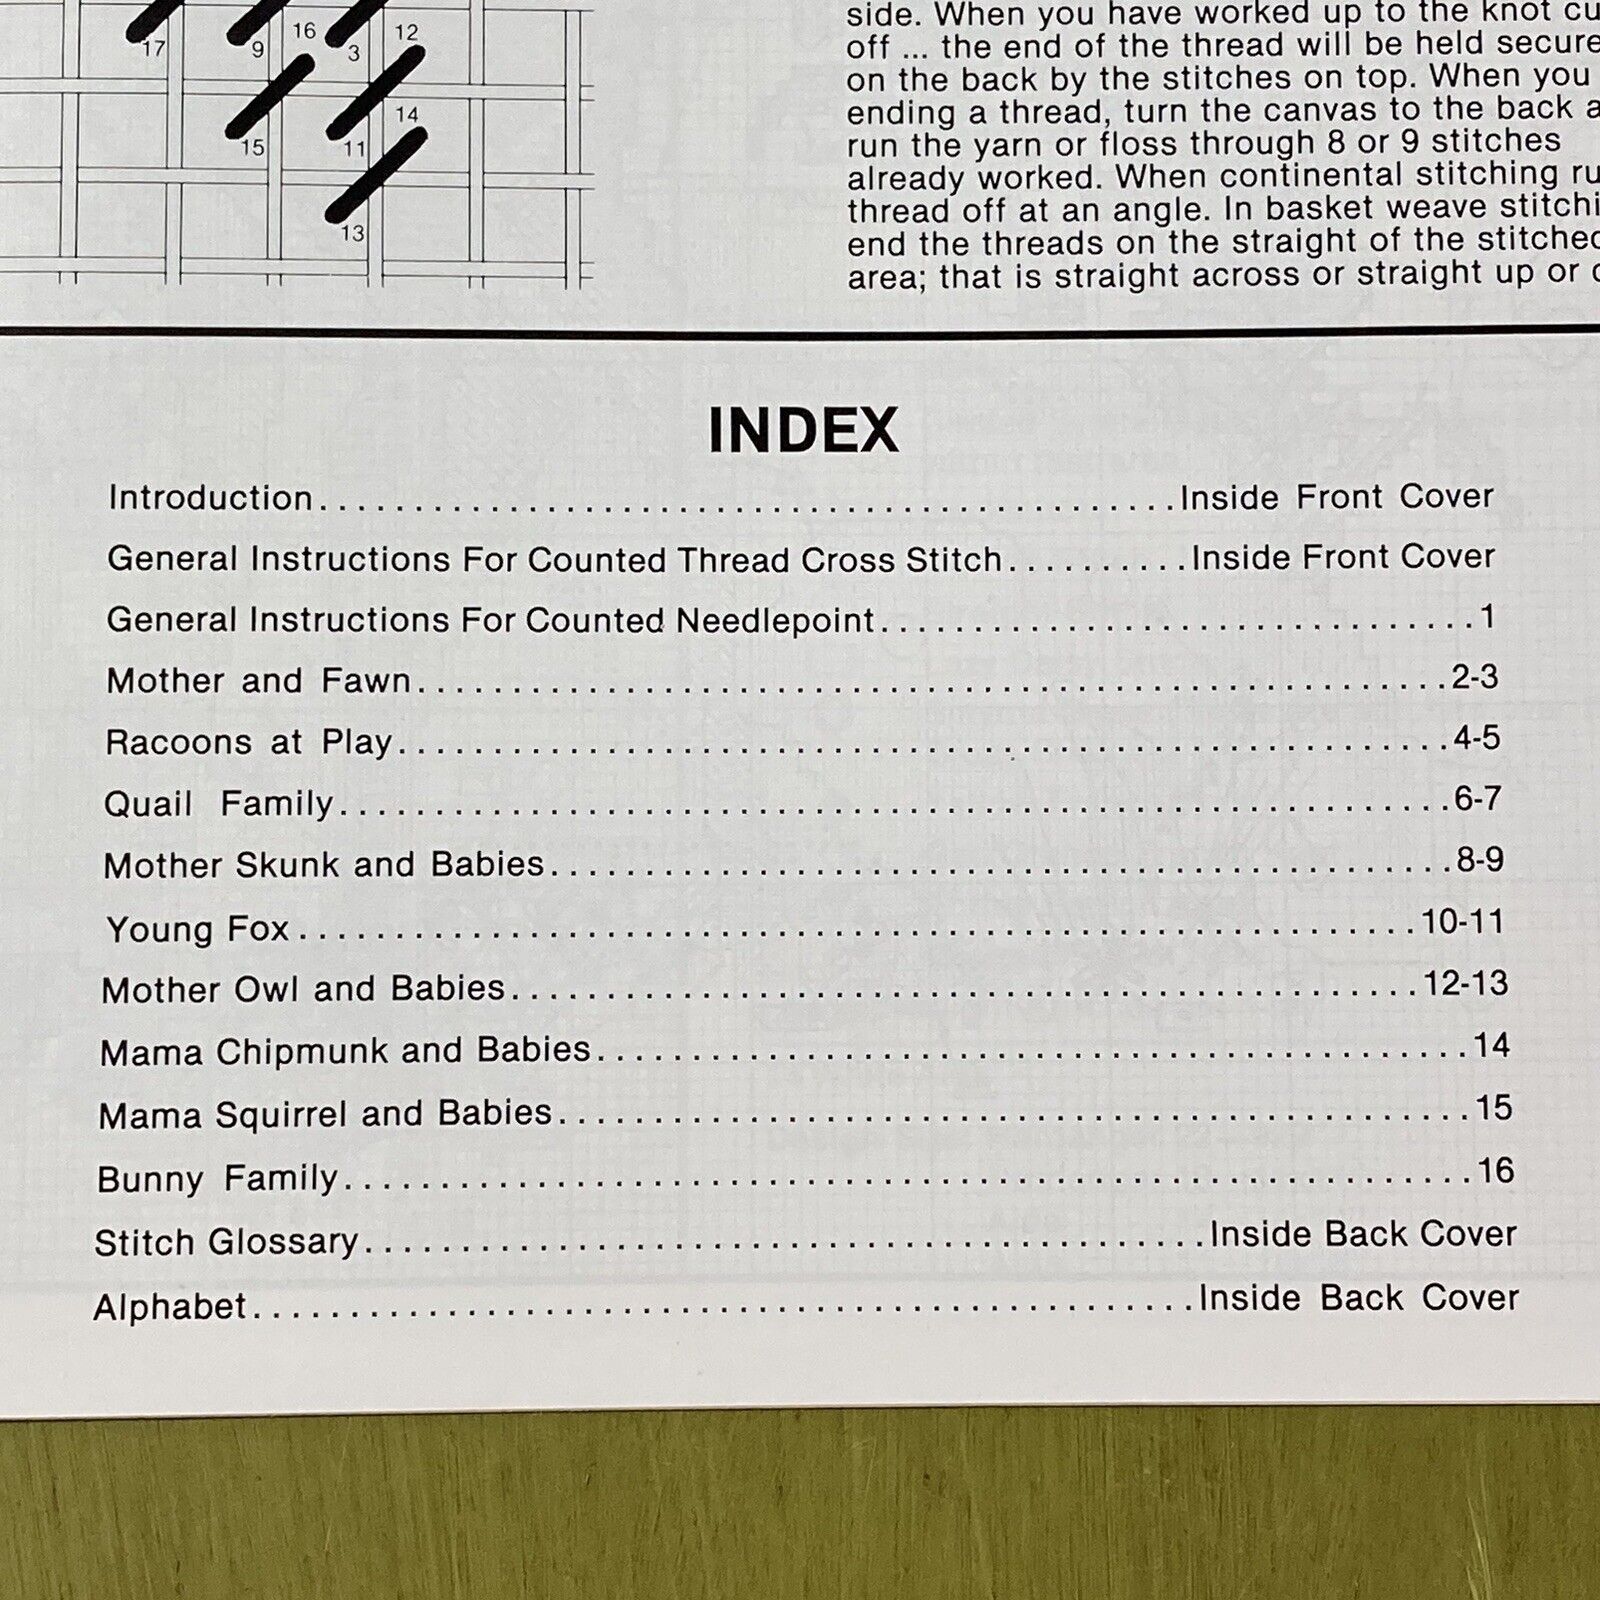 17 9 16 3 12
15 11 14
13
side. When you have worked up to the knot
off ... the end of the thread will be held
on the back by the stitches on top. When you
ending a thread, turn the canvas to the back
run the yarn or floss through 8 or 9 stitches
already worked. When continental stitching
thread off at an angle. In basket weave
end the threads on the straight of the
area; that is straight across or straight up or
INDEX
Introduction..........Inside Front Cover
General Instructions For Counted Thread Cross Stitch..........Inside Front Cover
General Instructions For Counted Needlepoint..........1
Mother and Fawn..........2-3
Racoons at Play..........4-5
Quail Family..........6-7
Mother Skunk and Babies..........8-9
Young Fox..........10-11
Mother Owl and Babies..........12-13
Mama Chipmunk and Babies..........14
Mama Squirrel and Babies..........15
Bunny Family..........16
Stitch Glossary..........Inside Back Cover
Alphabet..........Inside Back Cover